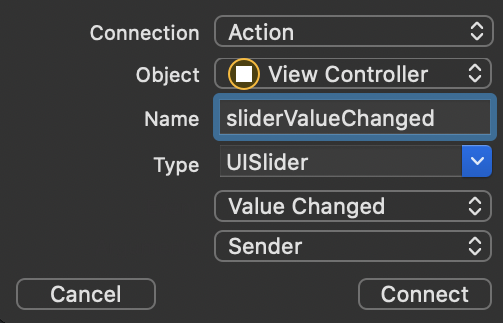 Connection Action
Object View Controller
Name sliderValueChanged
Type UISlider
Value Changed
Sender
Cancel Connect